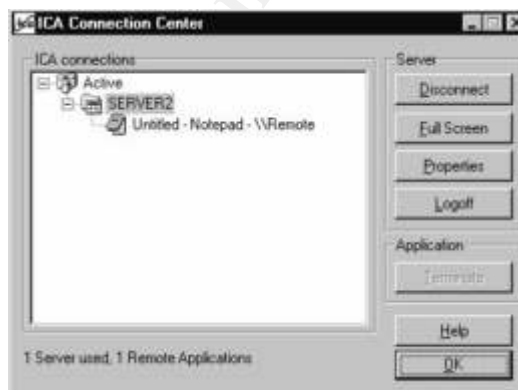 ICA Connection Center
ICA connections
Active
SERVER2
Untitled - Notepad - \\Remote
1 Server used, 1 Remote Applications
Server
Disconnect
Full Screen
Properties
Logoff
Application
Terminate
Help
OK